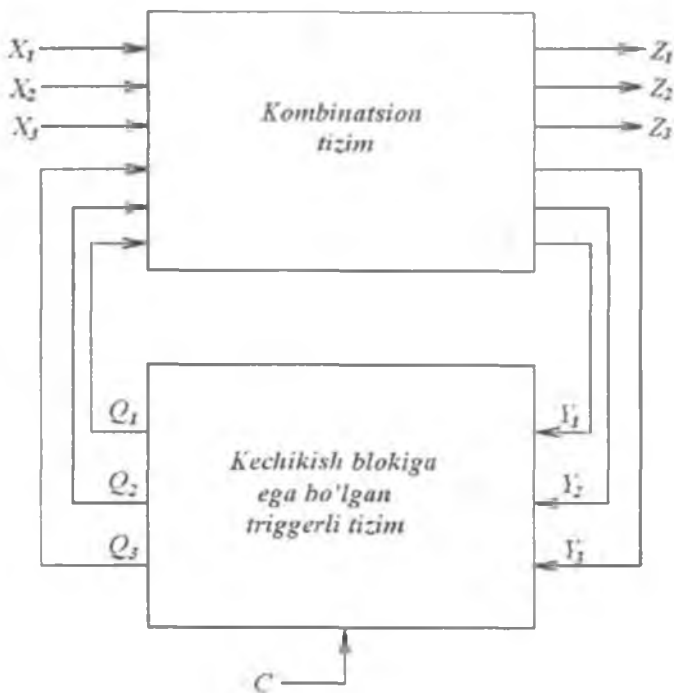 X₁
X₂
X₃
Kombinatsion
tizim
Z₁
Z₂
Z₃
Q₁
Q₂
Q₃
Kechikish blokiga
ega bo'lgan
triggerli tizim
Y₁
Y₂
Y₃
C